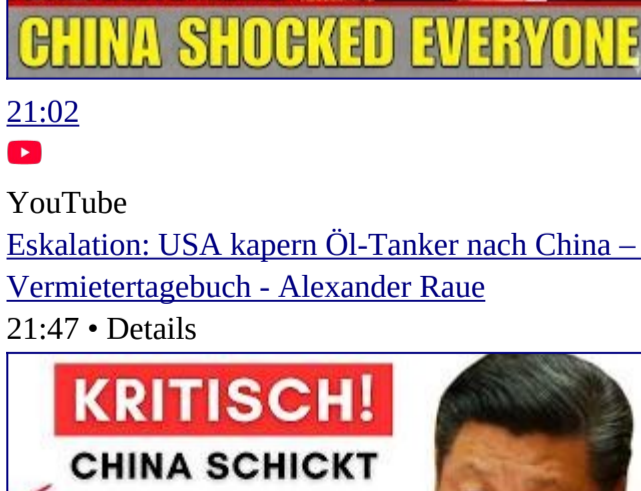 CHINA SHOCKED EVERYONE
21:02
YouTube
Eskalation: USA kapern Öl-Tanker nach China –
Vermietertagebuch - Alexander Raue
21:47 • Details
KRITISCH!
CHINA SCHICKT